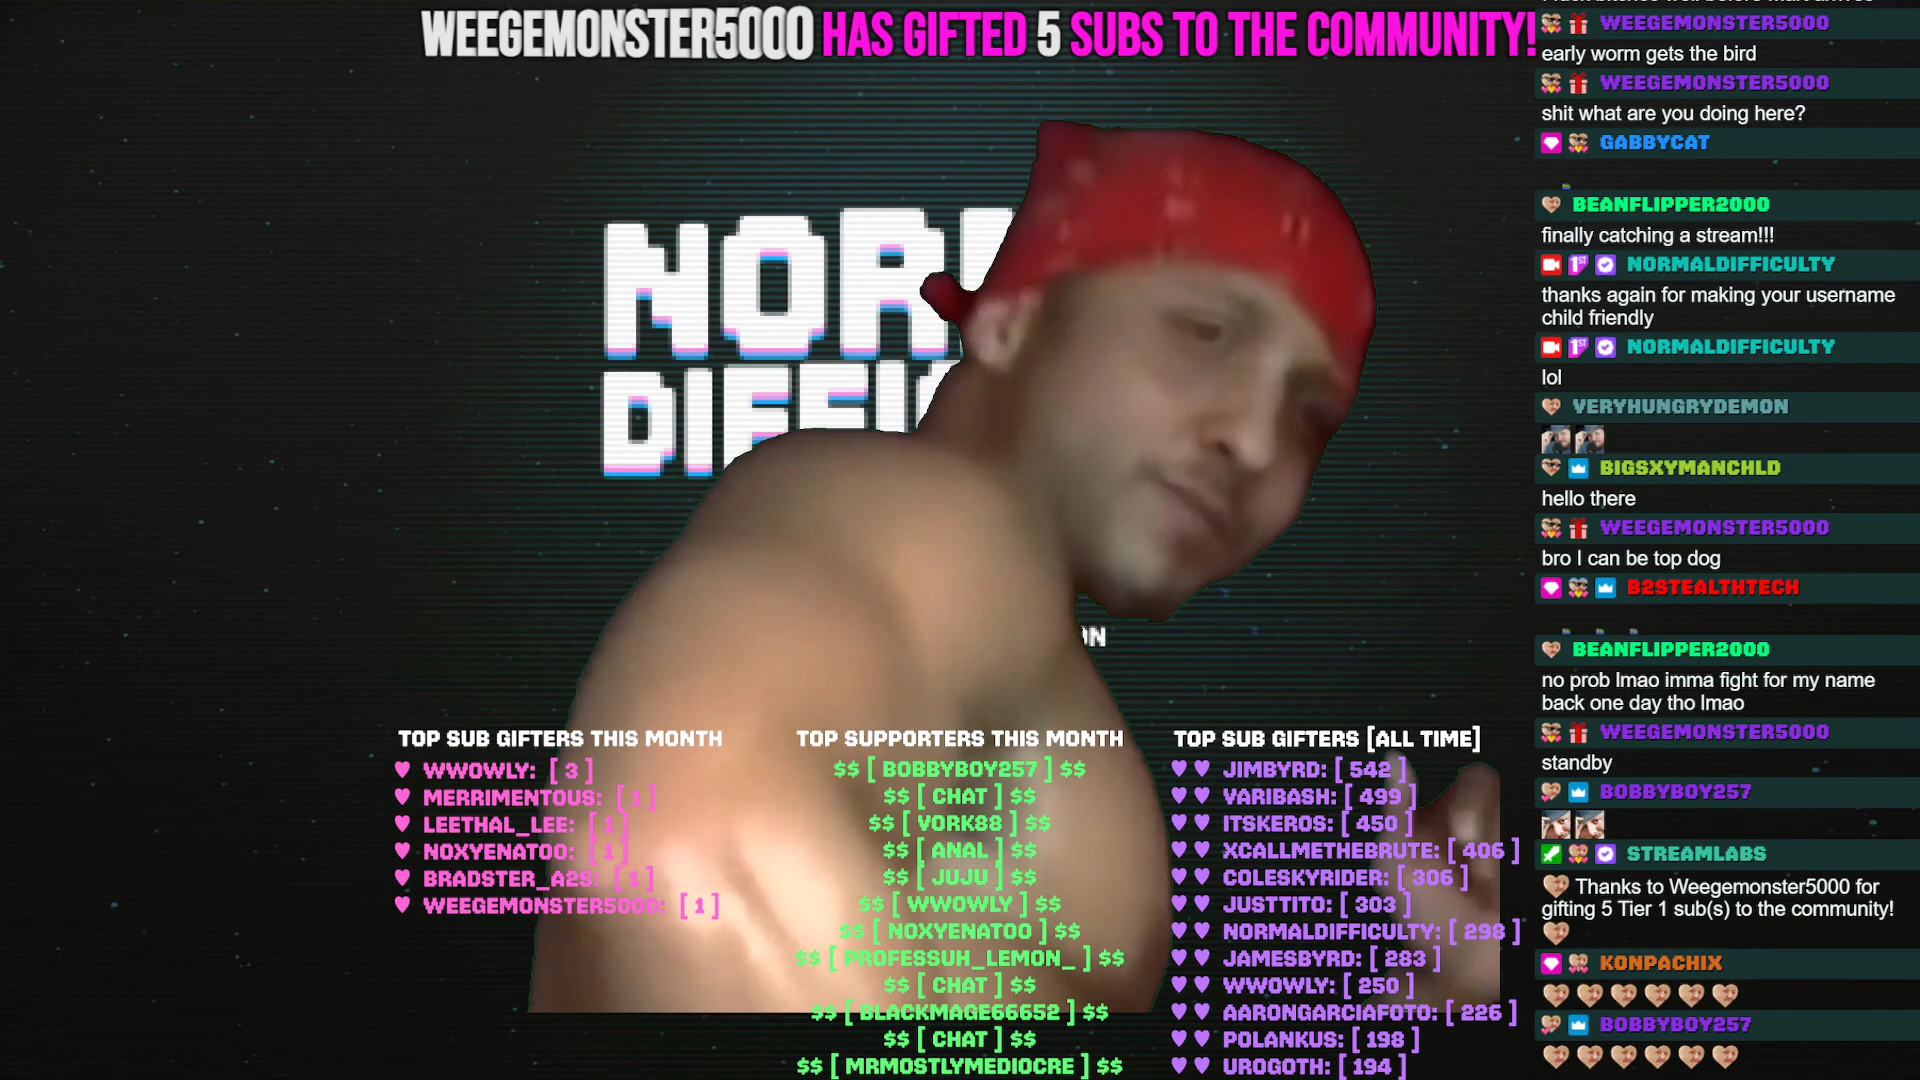 WEEGEMONSTER5000 HAS GIFTED 5 SUBS TO THE COMMUNITY!
NOR
DIFFI
ON
TOP SUB GIFTERS THIS MONTH
♥ WWOWLY: [ 3 ]
♥ MERRIMENTOUS: [ 1 ]
♥ LEETHAL_LEE: [ 1 ]
♥ NOXYENATOO: [ 1 ]
♥ BRADSTER_A2S: [ 1 ]
♥ WEEGEMONSTER5000: [ 1 ]
TOP SUPPORTERS THIS MONTH
$$ [ BOBBYBOY257 ] $$
$$ [ CHAT ] $$
$$ [ VORK88 ] $$
$$ [ ANAL ] $$
$$ [ JUJU ] $$
$$ [ WWOWLY ] $$
$$ [ NOXYENATOO ] $$
$$ [ PROFESSUH_LEMON_ ] $$
$$ [ CHAT ] $$
$$ [ BLACKMAGE66652 ] $$
$$ [ CHAT ] $$
$$ [ MRMOSTLYMEDIOCRE ] $$
TOP SUB GIFTERS [ALL TIME]
♥ ♥ JIMBYRD: [ 542 ]
♥ ♥ VARIBASH: [ 499 ]
♥ ♥ ITSKEROS: [ 450 ]
♥ ♥ XCALLMETHEBRUTE: [ 406 ]
♥ ♥ COLESKYRIDER: [ 306 ]
♥ ♥ JUSTTITO: [ 303 ]
♥ ♥ NORMALDIFFICULTY: [ 298 ]
♥ ♥ JAMESBYRD: [ 283 ]
♥ ♥ WWOWLY: [ 250 ]
♥ ♥ AARONGARCIAFOTO: [ 226 ]
♥ ♥ POLANKUS: [ 198 ]
♥ ♥ UROGOTH: [ 194 ]
WEEGEMONSTER5000
early worm gets the bird
WEEGEMONSTER5000
shit what are you doing here?
GABBYCAT
BEANFLIPPER2000
finally catching a stream!!!
1ST NORMALDIFFICULTY
thanks again for making your username
child friendly
1ST NORMALDIFFICULTY
lol
VERYHUNGRYDEMON
BIGSXYMANCHLD
hello there
WEEGEMONSTER5000
bro I can be top dog
B2STEALTHTECH
BEANFLIPPER2000
no prob lmao imma fight for my name
back one day tho lmao
WEEGEMONSTER5000
standby
BOBBYBOY257
STREAMLABS
Thanks to Weegemonster5000 for
gifting 5 Tier 1 sub(s) to the community!
KONPACHIX
BOBBYBOY257